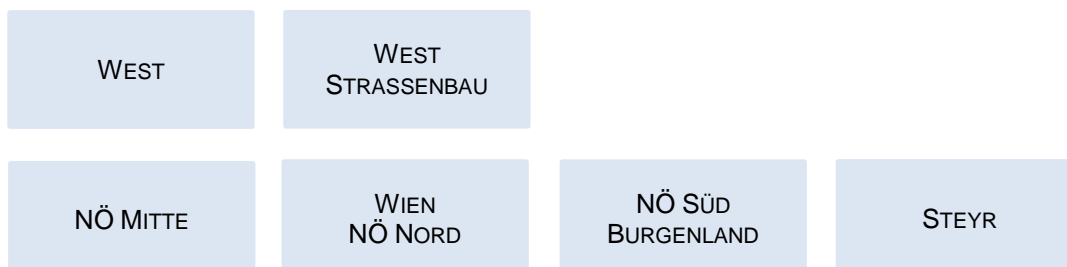 WEST
WEST
STRASSENBAU
NÖ MITTE
WIEN
NÖ NORD
NÖ SÜD
BURGENLAND
STEYR